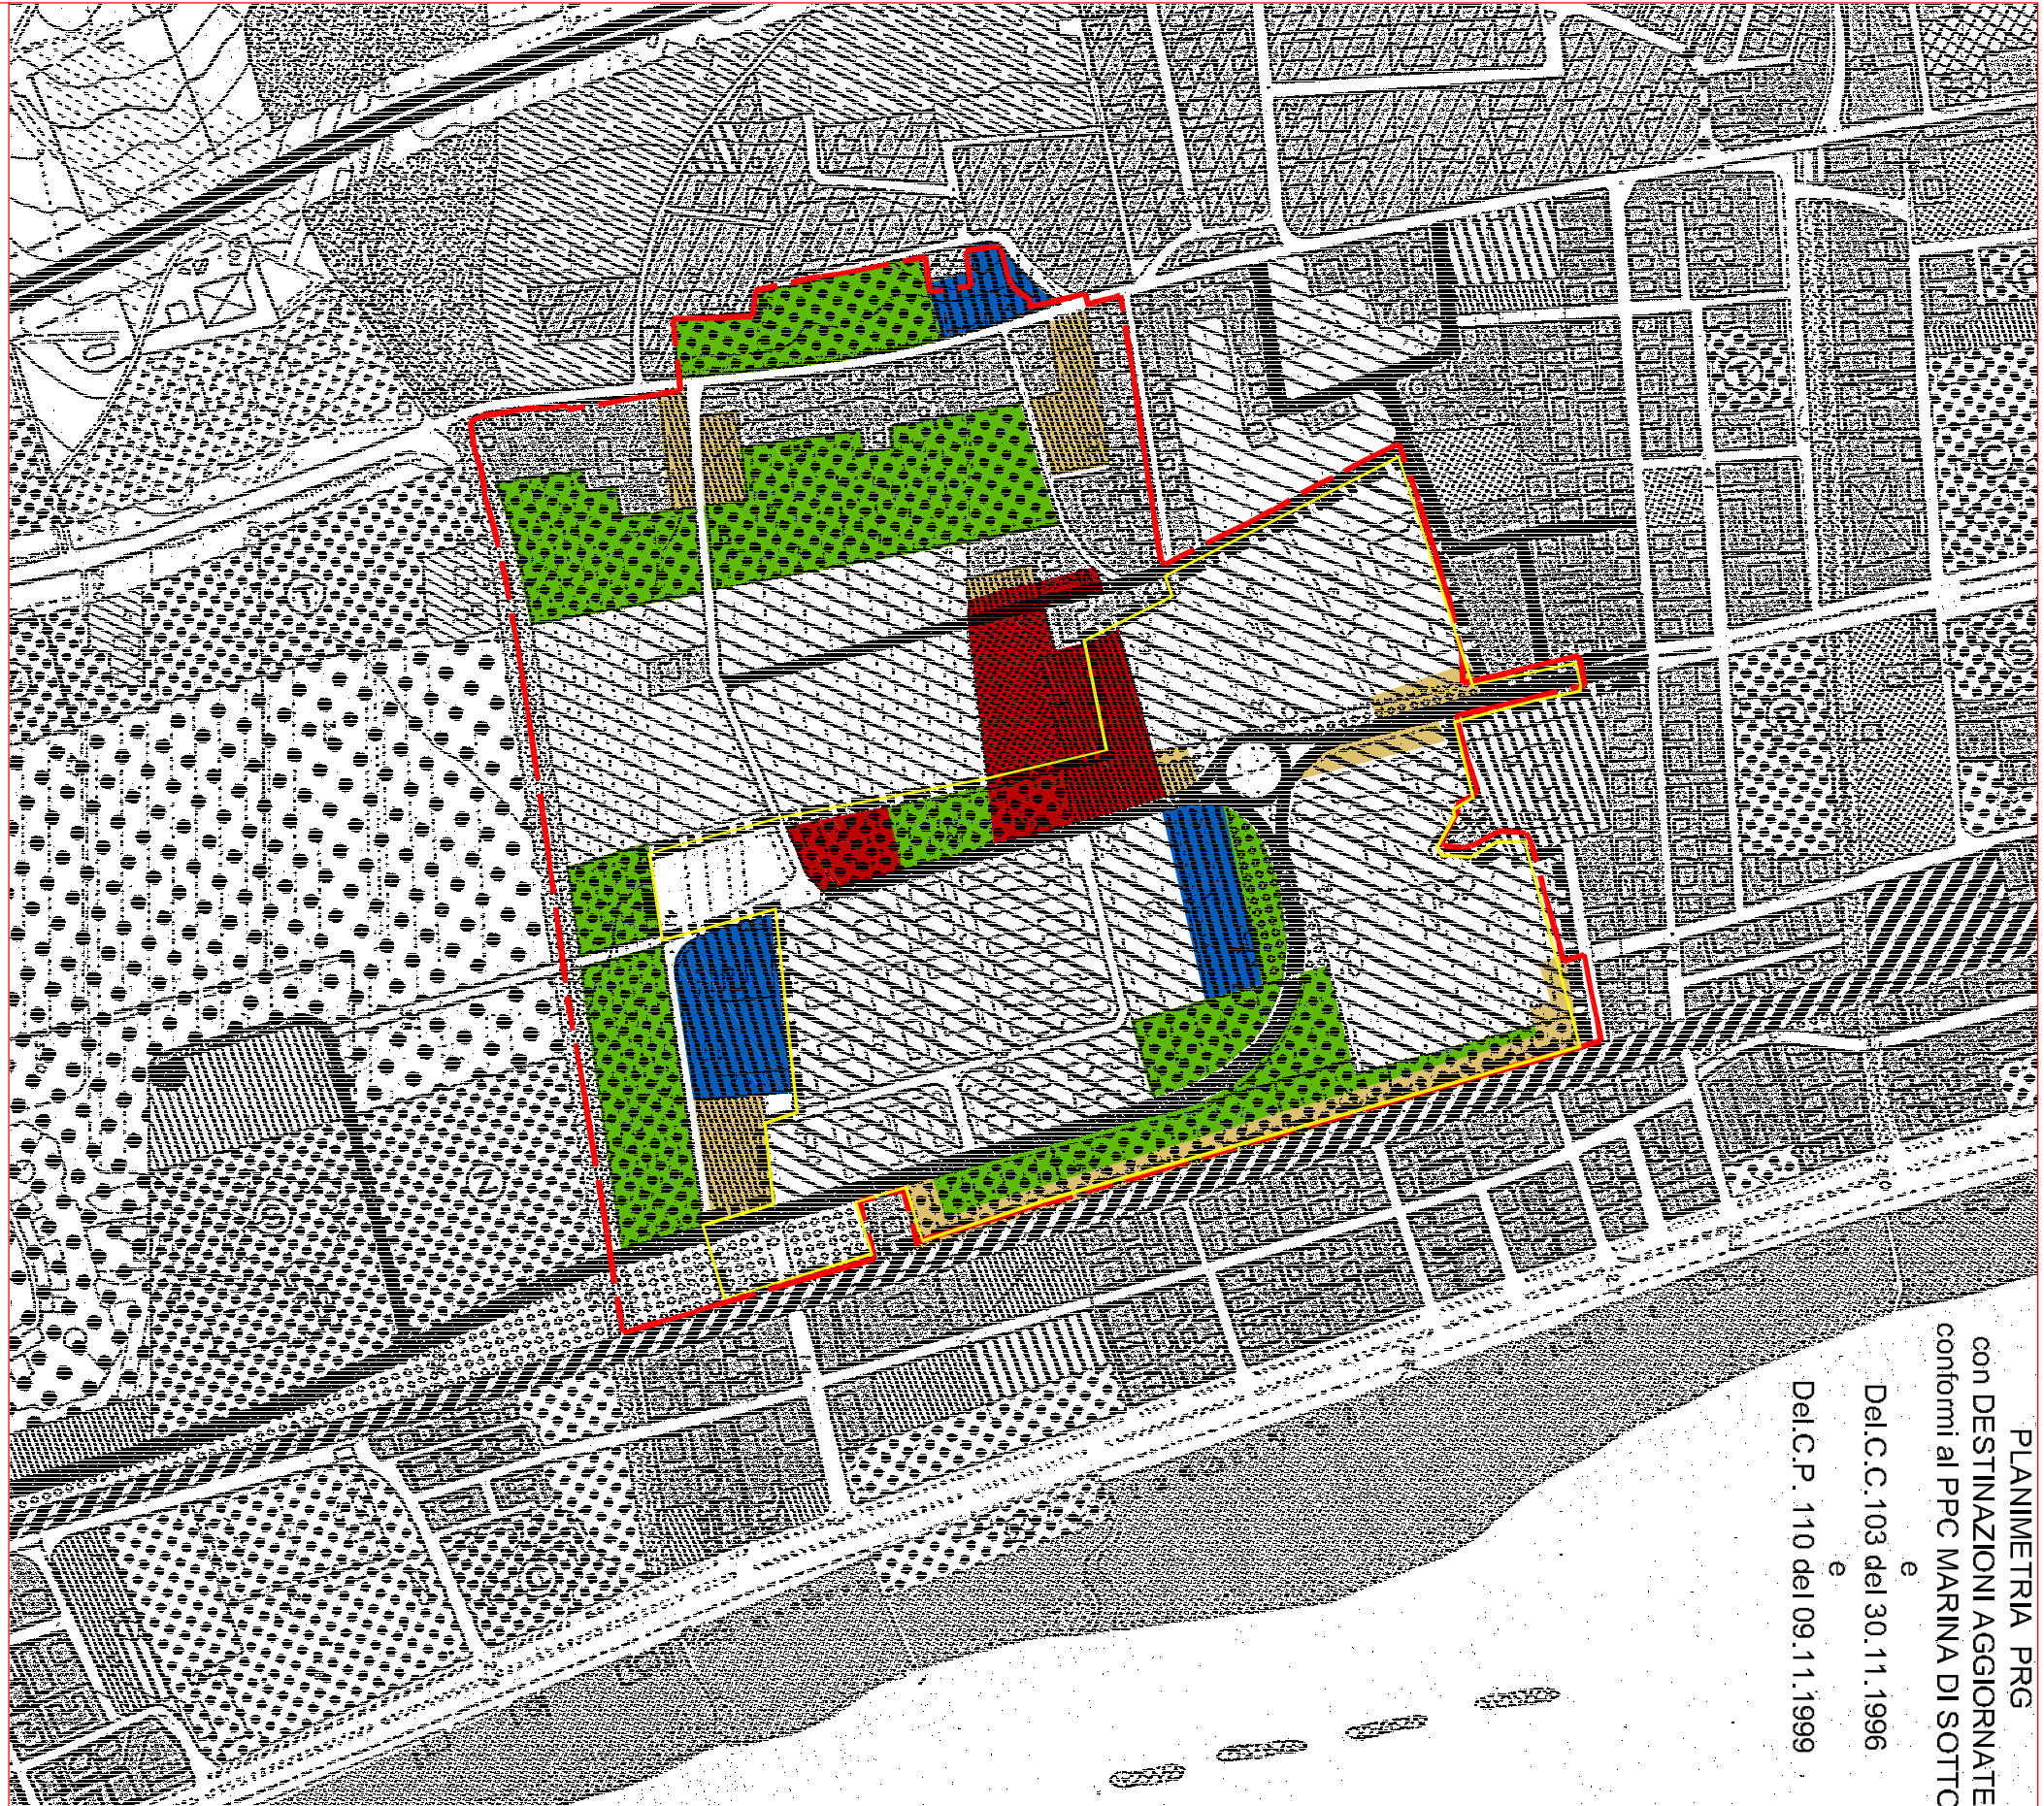 PLANIMETRIA PRG
con DESTINAZIONI AGGIORNATE
conformi al PPC MARINA DI SOTTO
e
Del.C.C.103 del 30.11.1996
e
Del.C.P. 110 del 09.11.1999